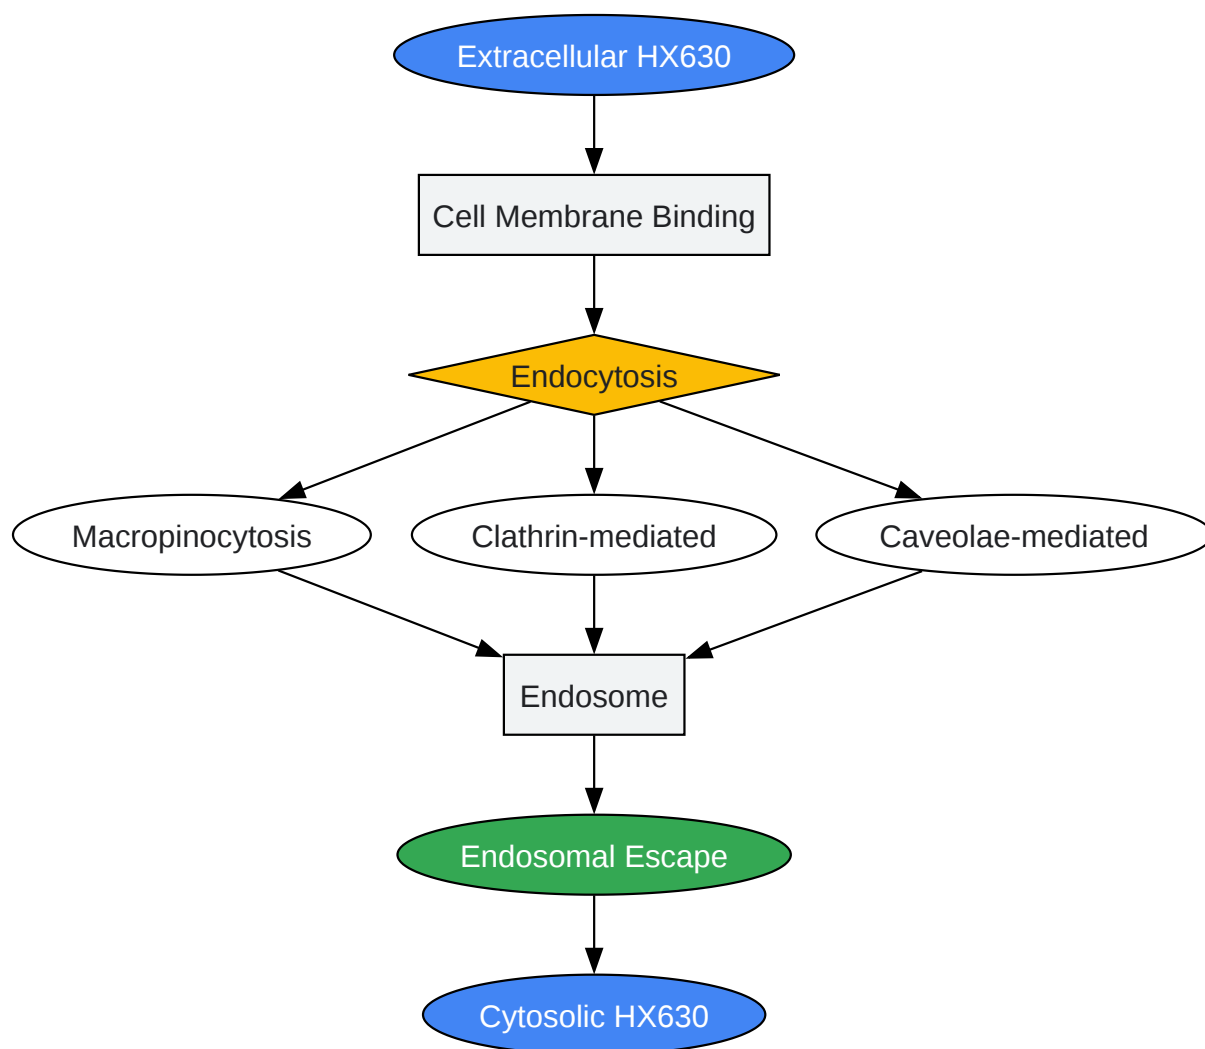 Extracellular HX630
Cell Membrane Binding
Endocytosis
Macropinocytosis
Clathrin-mediated
Caveolae-mediated
Endosome
Endosomal Escape
Cytosolic HX630